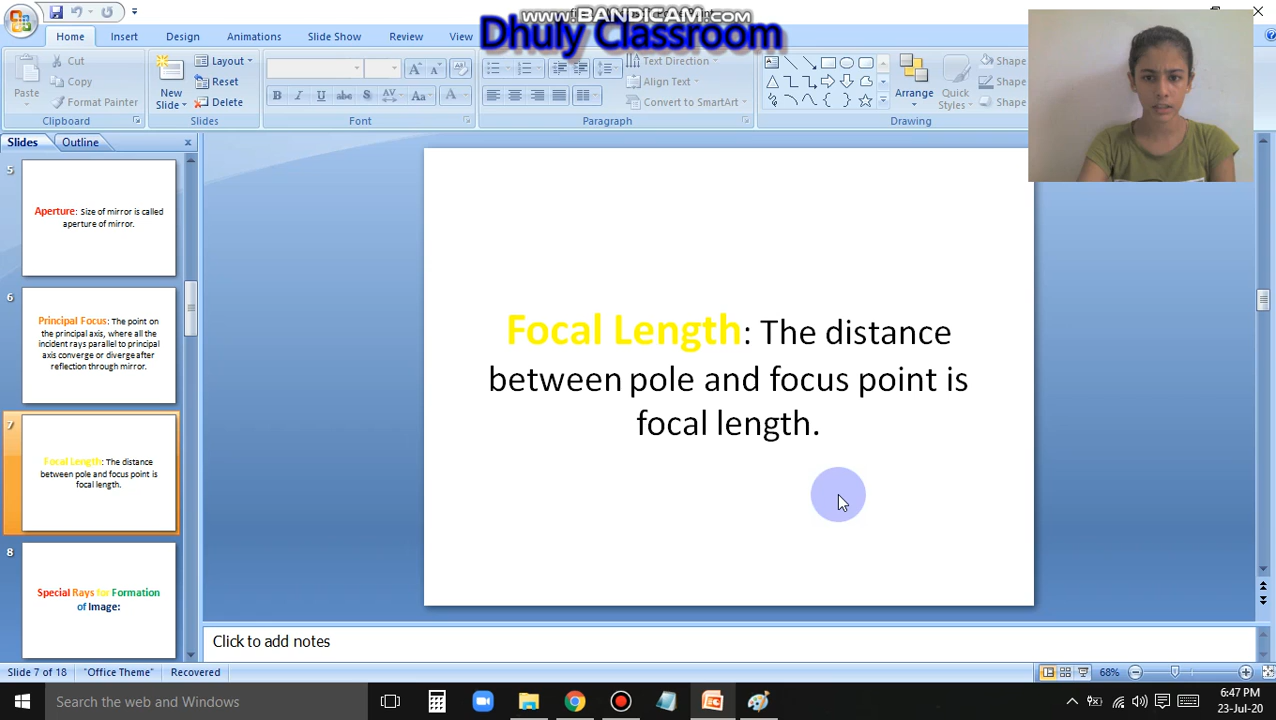 www.BANDICAM.com
Dhuly Classroom
Home Insert Design Animations Slide Show Review View
Cut
Copy
Format Painter
Paste
Clipboard
New
Slide
Layout
Reset
Delete
Slides
B I U abc S AV Aa A
Font
Text Direction
Align Text
Convert to SmartArt
Paragraph
Arrange
Quick
Styles
Shape
Shape
Shape
Drawing
Slides Outline
5
Aperture: Size of mirror is called
aperture of mirror.
6
Principal Focus: The point on
the principal axis, where all the
incident rays parallel to principal
axis converge or diverge after
reflection through mirror.
7
Focal Length: The distance
between pole and focus point is
focal length.
8
Special Rays for Formation
of Image:
Focal Length: The distance
between pole and focus point is
focal length.
Click to add notes
Slide 7 of 18 "Office Theme" Recovered
68%
Search the web and Windows
6:47 PM
23-Jul-20